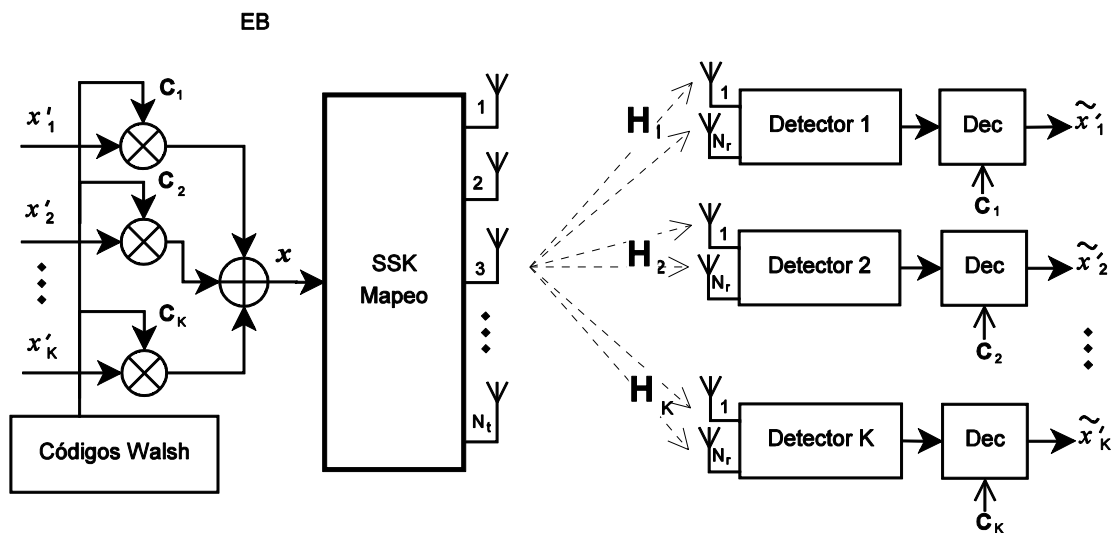 EB
x′1
C1
x′2
C2
x′K
CK
Códigos Walsh
x
SSK
Mapeo
1
2
3
Nt
H1
H2
HK
1
Nr
Detector 1
Dec
C1
x̃′1
1
Nr
Detector 2
Dec
C2
x̃′2
1
Nr
Detector K
Dec
CK
x̃′K